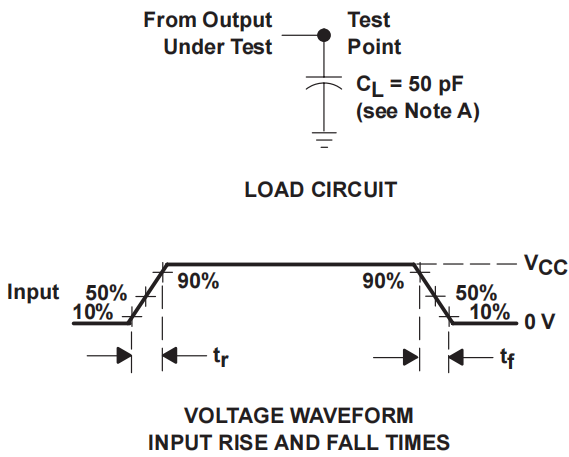 From Output
Under Test
Test
Point
CL = 50 pF
(see Note A)
LOAD CIRCUIT
Input
50%
10%
90%
90%
50%
10%
VCC
0 V
tr
tf
VOLTAGE WAVEFORM
INPUT RISE AND FALL TIMES